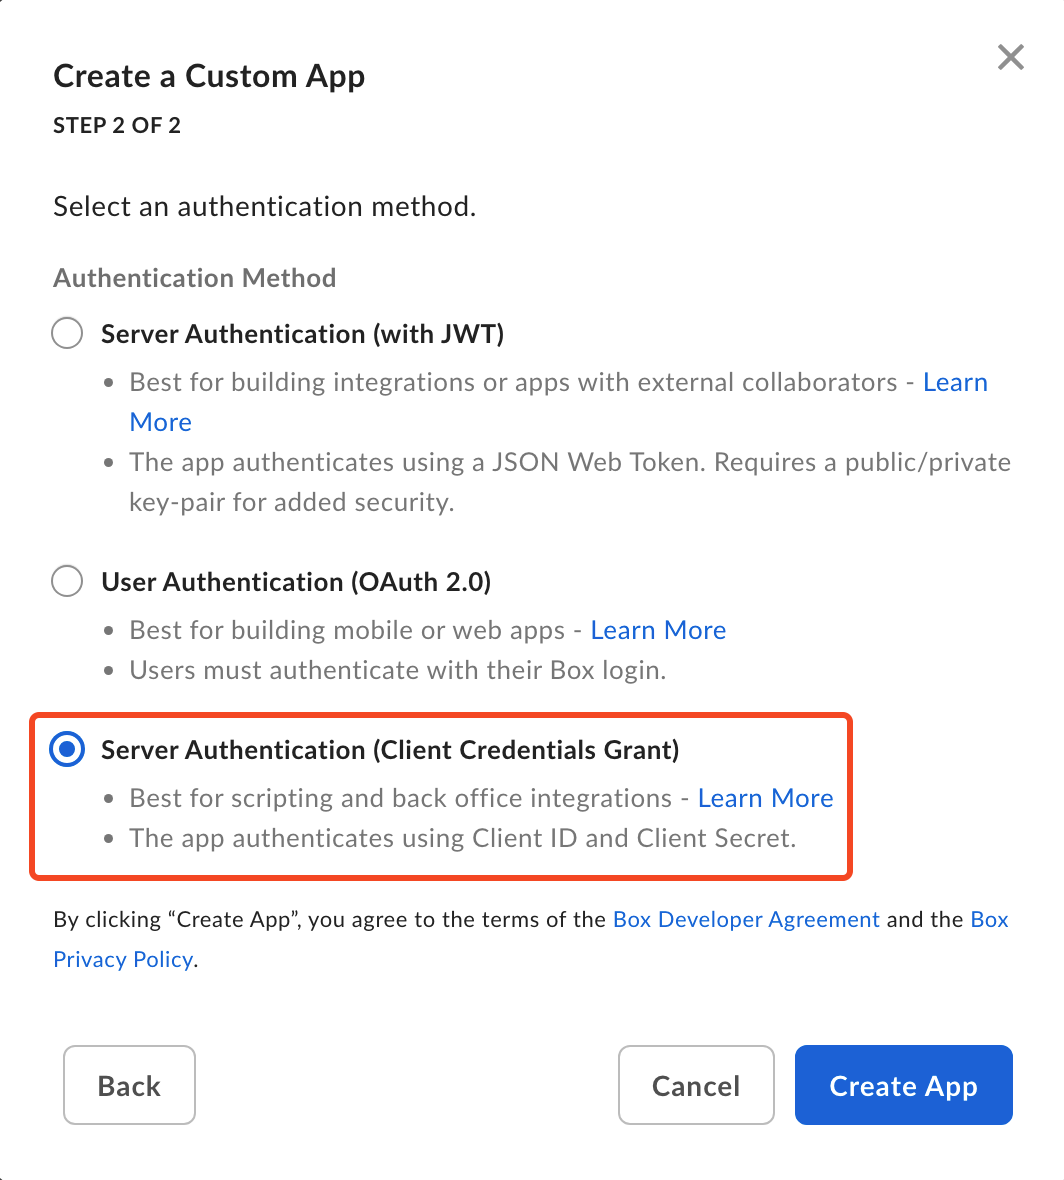 Create a Custom App
STEP 2 OF 2
Select an authentication method.
Authentication Method
Server Authentication (with JWT)
• Best for building integrations or apps with external collaborators - Learn
More
• The app authenticates using a JSON Web Token. Requires a public/private
key-pair for added security.
User Authentication (OAuth 2.0)
• Best for building mobile or web apps - Learn More
• Users must authenticate with their Box login.
Server Authentication (Client Credentials Grant)
• Best for scripting and back office integrations - Learn More
• The app authenticates using Client ID and Client Secret.
By clicking “Create App”, you agree to the terms of the Box Developer Agreement and the Box
Privacy Policy.
Back
Cancel
Create App